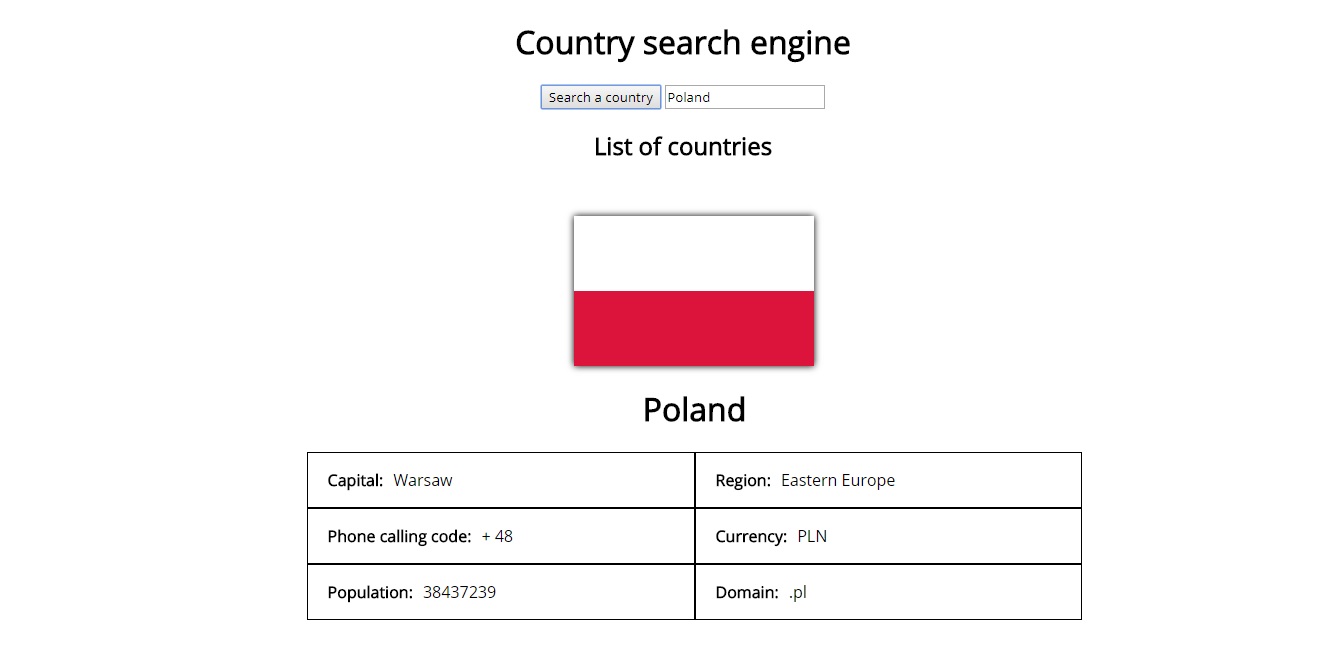 Country search engine
Search a country Poland
List of countries
Poland
Capital: Warsaw Region: Eastern Europe
Phone calling code: + 48 Currency: PLN
Population: 38437239 Domain: .pl